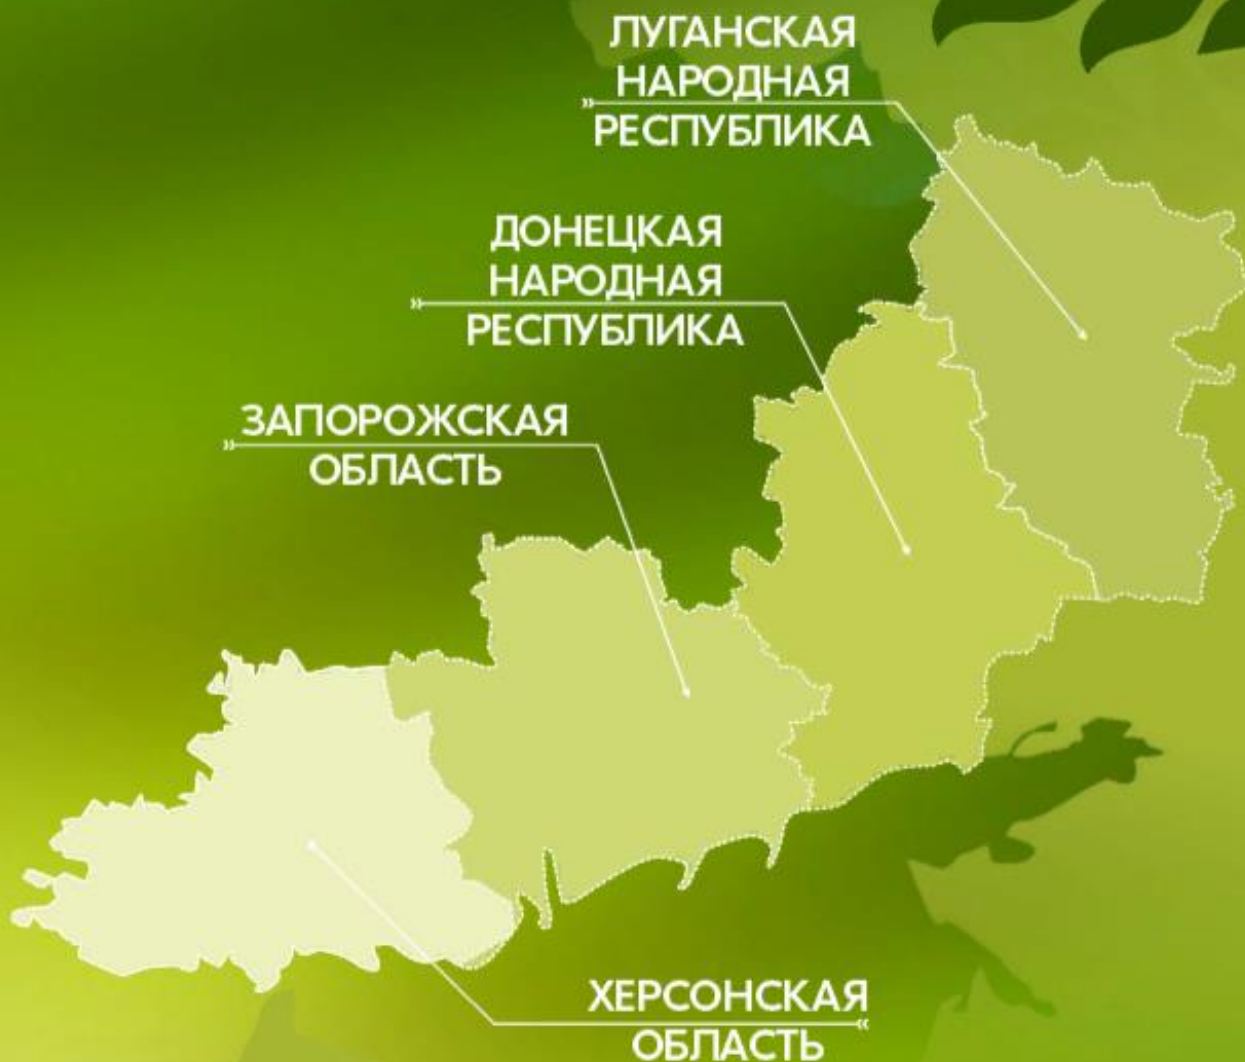 ЛУГАНСКАЯ
НАРОДНАЯ
РЕСПУБЛИКА
ДОНЕЦКАЯ
НАРОДНАЯ
РЕСПУБЛИКА
ЗАПОРОЖСКАЯ
ОБЛАСТЬ
ХЕРСОНСКАЯ
ОБЛАСТЬ